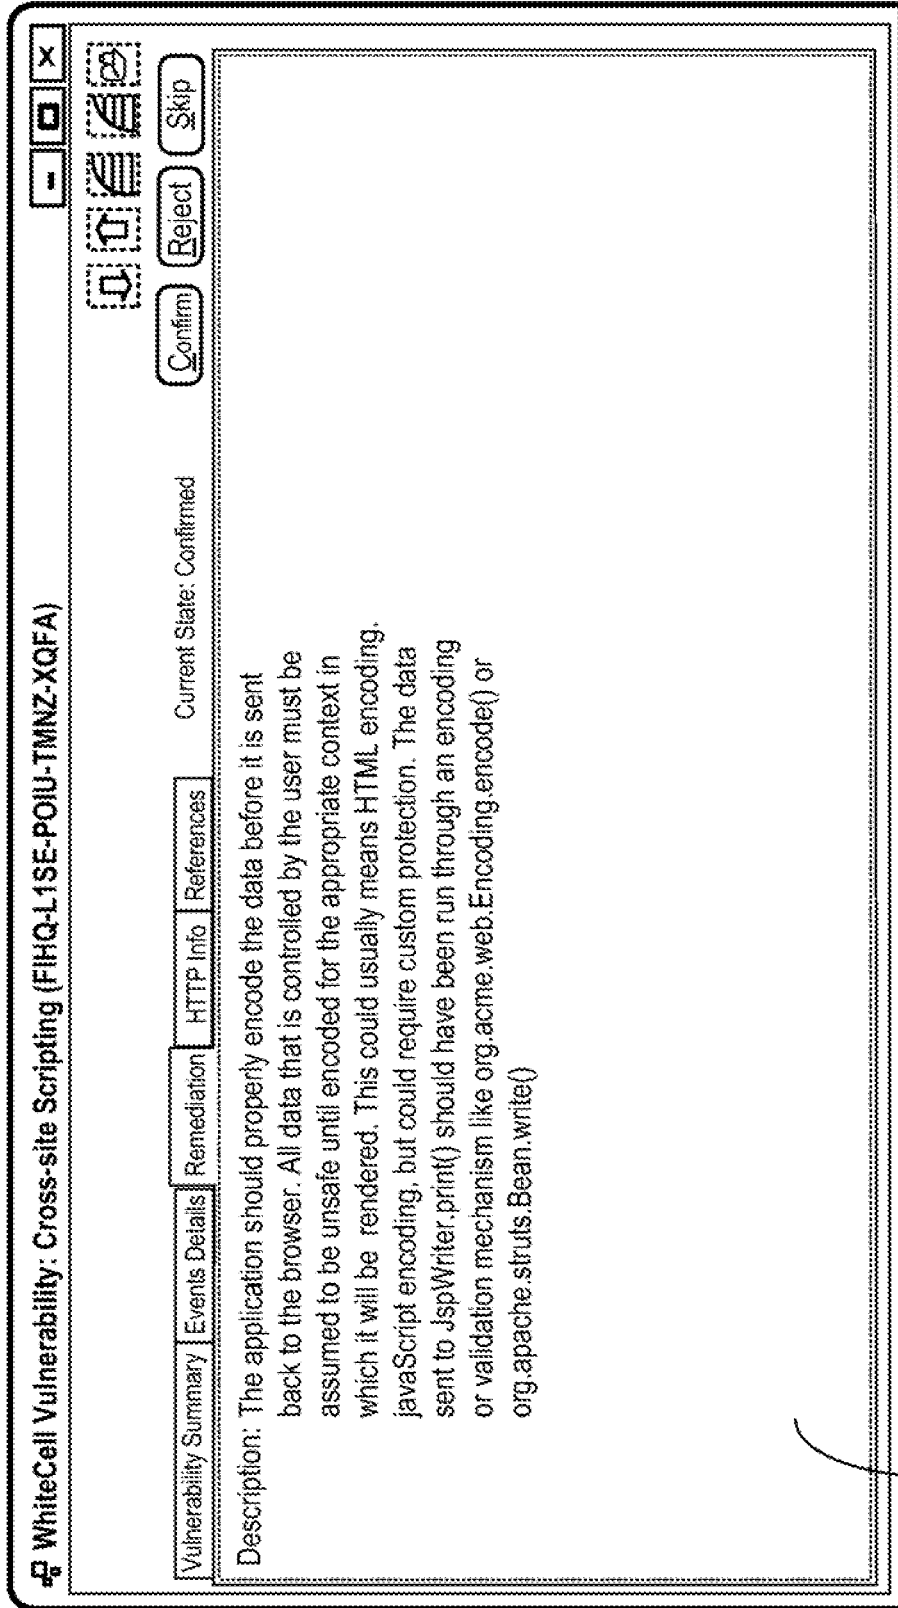 WhiteCell Vulnerability: Cross-site Scripting (FIHQ-L1SE-POIU-TMNZ-XQFA)
Vulnerability Summary Events Details Remediation HTTP Info References Current State: Confirmed Confirm Reject Skip
Description: The application should properly encode the data before it is sent
back to the browser. All data that is controlled by the user must be
assumed to be unsafe until encoded for the appropriate context in
which it will be rendered. This could usually means HTML encoding,
javaScript encoding, but could require custom protection. The data
sent to JspWriter.print() should have been run through an encoding
or validation mechanism like org.acme.web.Encoding.encode() or
org.apache.struts.Bean.write()